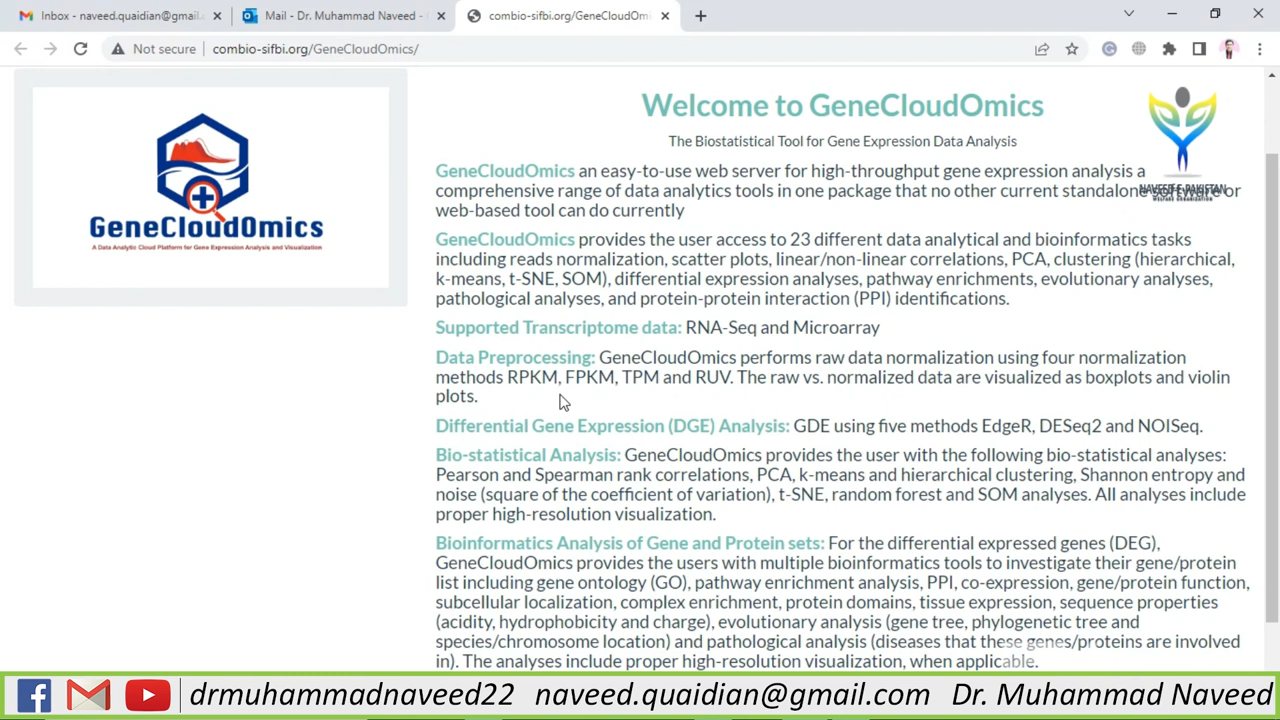 Inbox - naveed.quaidian@gmail.
Mail - Dr. Muhammad Naveed -
combio-sifbi.org/GeneCloudOmi
Not secure
combio-sifbi.org/GeneCloudOmics/
GeneCloudOmics
A Data Analytic Cloud Platform for Gene Expression Analysis and Visualization
Welcome to GeneCloudOmics
The Biostatistical Tool for Gene Expression Data Analysis
GeneCloudOmics an easy-to-use web server for high-throughput gene expression analysis a
comprehensive range of data analytics tools in one package that no other current standalone software or
web-based tool can do currently
NAVEED E PAKISTAN
WELFARE ORGANIZATION
GeneCloudOmics provides the user access to 23 different data analytical and bioinformatics tasks
including reads normalization, scatter plots, linear/non-linear correlations, PCA, clustering (hierarchical,
k-means, t-SNE, SOM), differential expression analyses, pathway enrichments, evolutionary analyses,
pathological analyses, and protein-protein interaction (PPI) identifications.
Supported Transcriptome data: RNA-Seq and Microarray
Data Preprocessing: GeneCloudOmics performs raw data normalization using four normalization
methods RPKM, FPKM, TPM and RUV. The raw vs. normalized data are visualized as boxplots and violin
plots.
Differential Gene Expression (DGE) Analysis: GDE using five methods EdgeR, DESeq2 and NOISeq.
Bio-statistical Analysis: GeneCloudOmics provides the user with the following bio-statistical analyses:
Pearson and Spearman rank correlations, PCA, k-means and hierarchical clustering, Shannon entropy and
noise (square of the coefficient of variation), t-SNE, random forest and SOM analyses. All analyses include
proper high-resolution visualization.
Bioinformatics Analysis of Gene and Protein sets: For the differential expressed genes (DEG),
GeneCloudOmics provides the users with multiple bioinformatics tools to investigate their gene/protein
list including gene ontology (GO), pathway enrichment analysis, PPI, co-expression, gene/protein function,
subcellular localization, complex enrichment, protein domains, tissue expression, sequence properties
(acidity, hydrophobicity and charge), evolutionary analysis (gene tree, phylogenetic tree and
species/chromosome location) and pathological analysis (diseases that these genes/proteins are involved
in). The analyses include proper high-resolution visualization, when applicable.
drmuhammadnaveed22 naveed.quaidian@gmail.com Dr. Muhammad Naveed